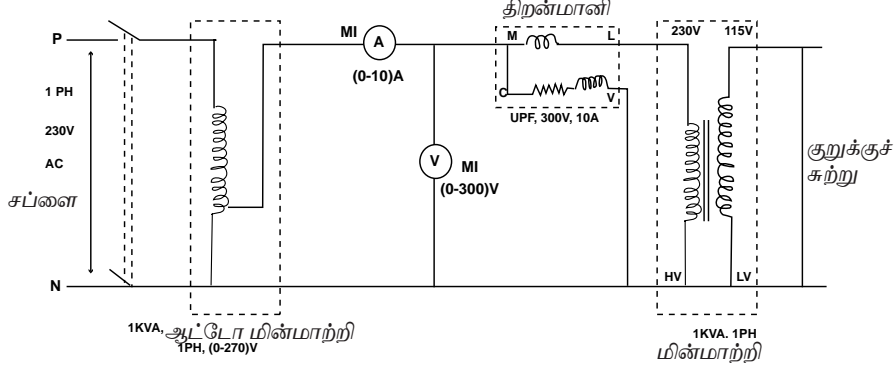 திறன்மானி
P
MI
A
(0-10)A
M
L
C
V
UPF, 300V, 10A
230V
115V
1 PH
230V
AC
சப்ளை
V
MI
(0-300)V
குறுக்குச்
சுற்று
N
HV
LV
1KVA, ஆட்டோ மின்மாற்றி
1PH, (0-270)V
1KVA. 1PH
மின்மாற்றி